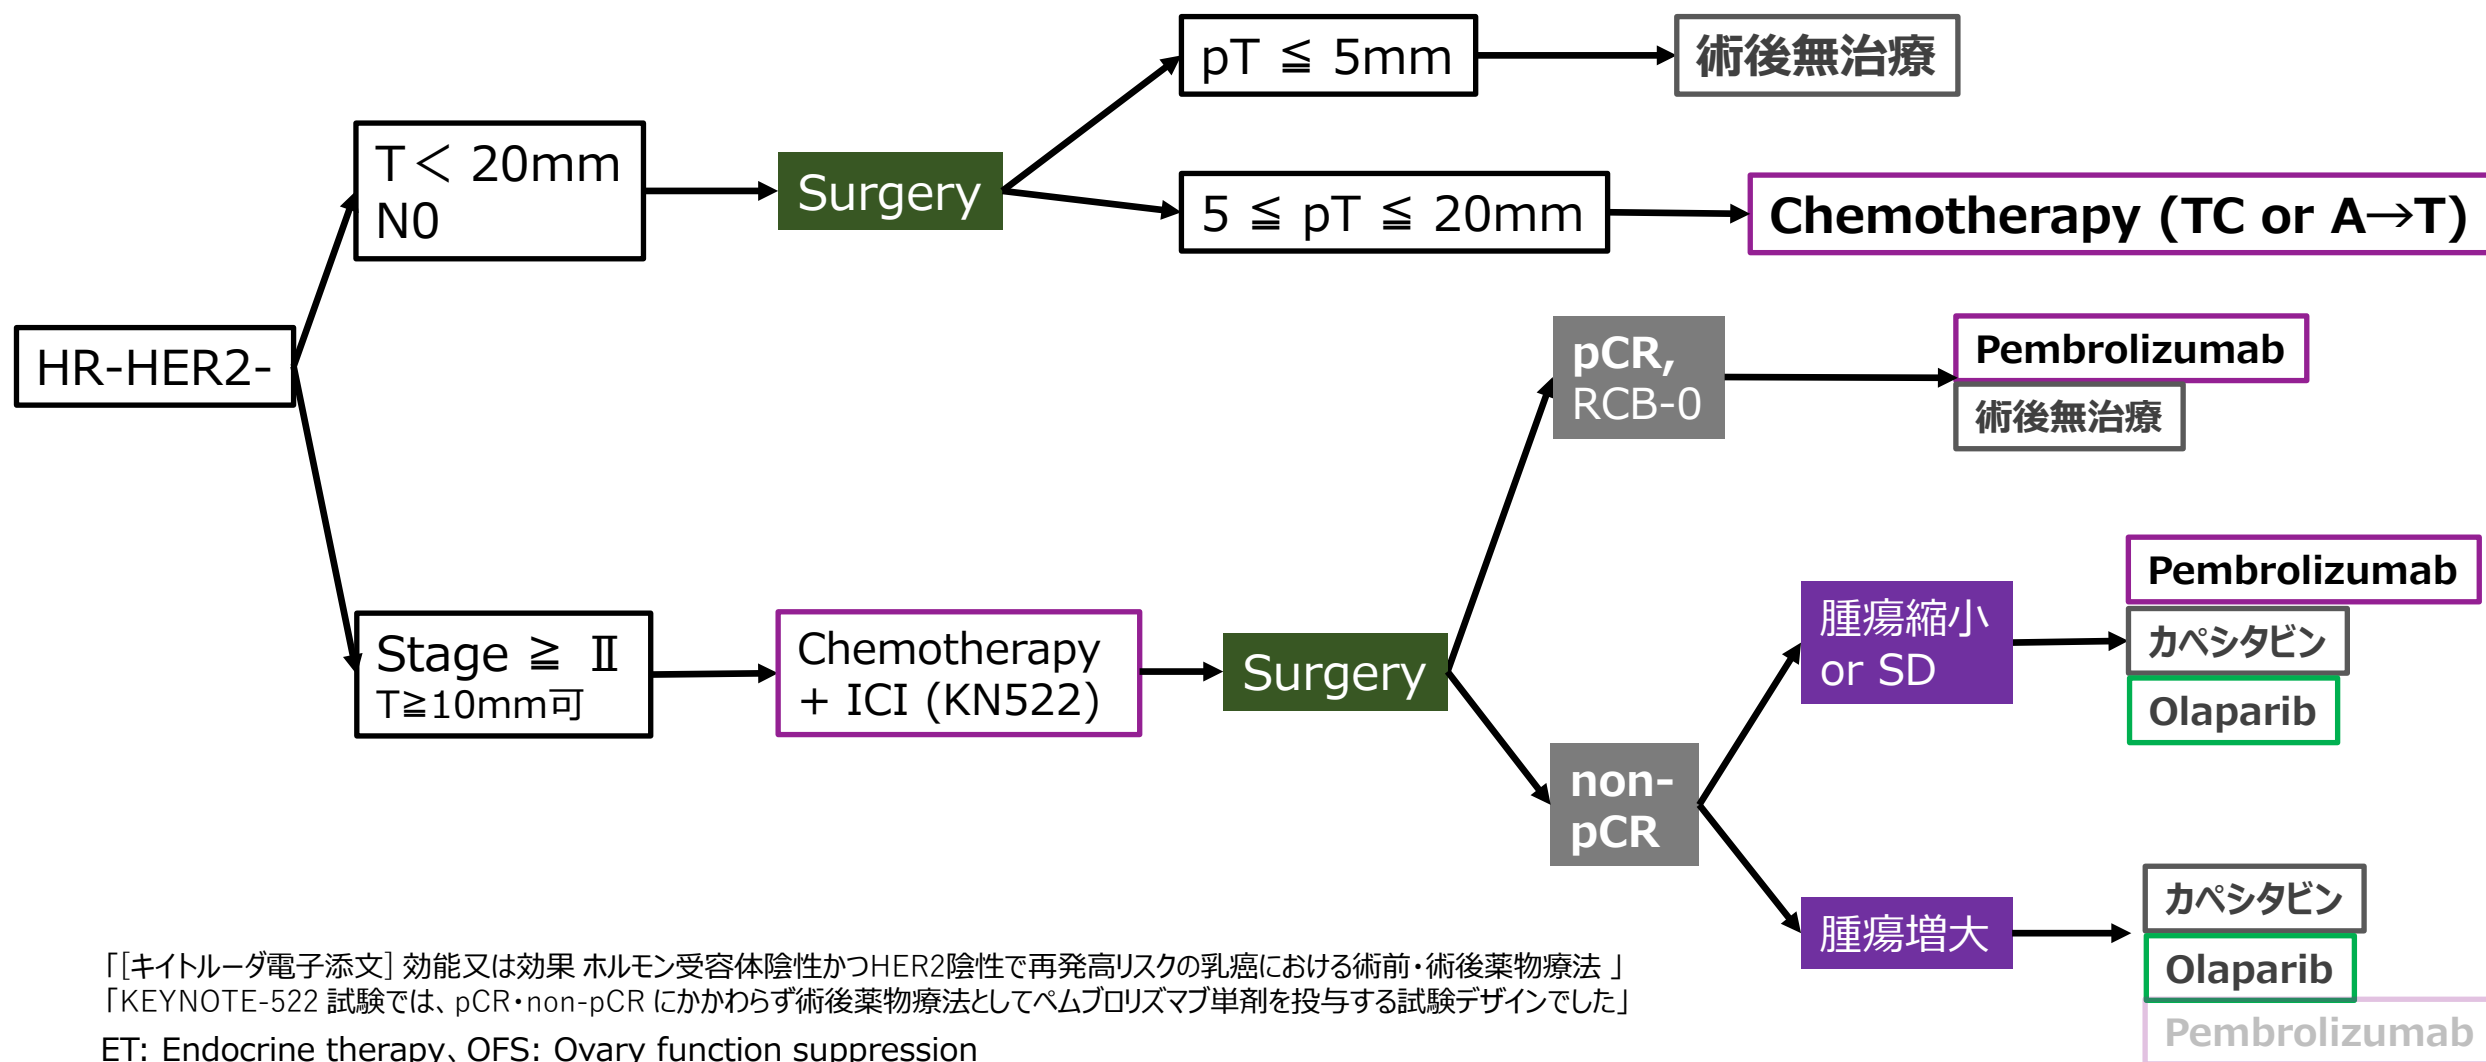 pT ≦ 5mm
術後無治療
T＜ 20mm
N0
Surgery
5 ≦ pT ≦ 20mm
Chemotherapy (TC or A→T)
HR-HER2-
pCR,
RCB-0
Pembrolizumab
術後無治療
Stage ≧ Ⅱ
T≧10mm可
Chemotherapy
+ ICI (KN522)
Surgery
腫瘍縮小
or SD
Pembrolizumab
カペシタビン
Olaparib
non-
pCR
腫瘍増大
カペシタビン
Olaparib
Pembrolizumab
「[キイトルーダ電子添文] 効能又は効果 ホルモン受容体陰性かつHER2陰性で再発高リスクの乳癌における術前・術後薬物療法 」
「KEYNOTE-522 試験では、pCR・non-pCR にかかわらず術後薬物療法としてペムブロリズマブ単剤を投与する試験デザインでした」
ET: Endocrine therapy、OFS: Ovary function suppression